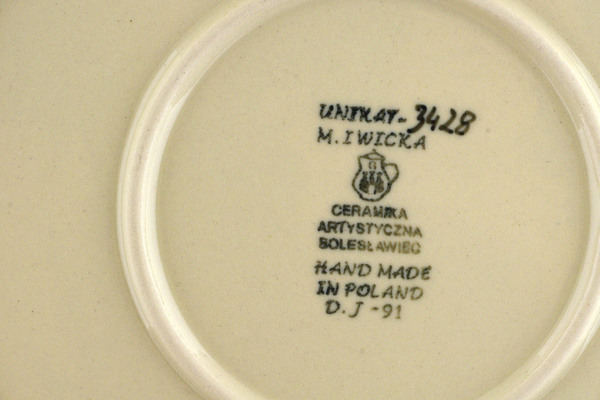 UNIKAT-3428
M. IWICKA
CERAMIKA
ARTYSTYCZNA
BOLESŁAWIEC
HAND MADE
IN POLAND
D.J -91